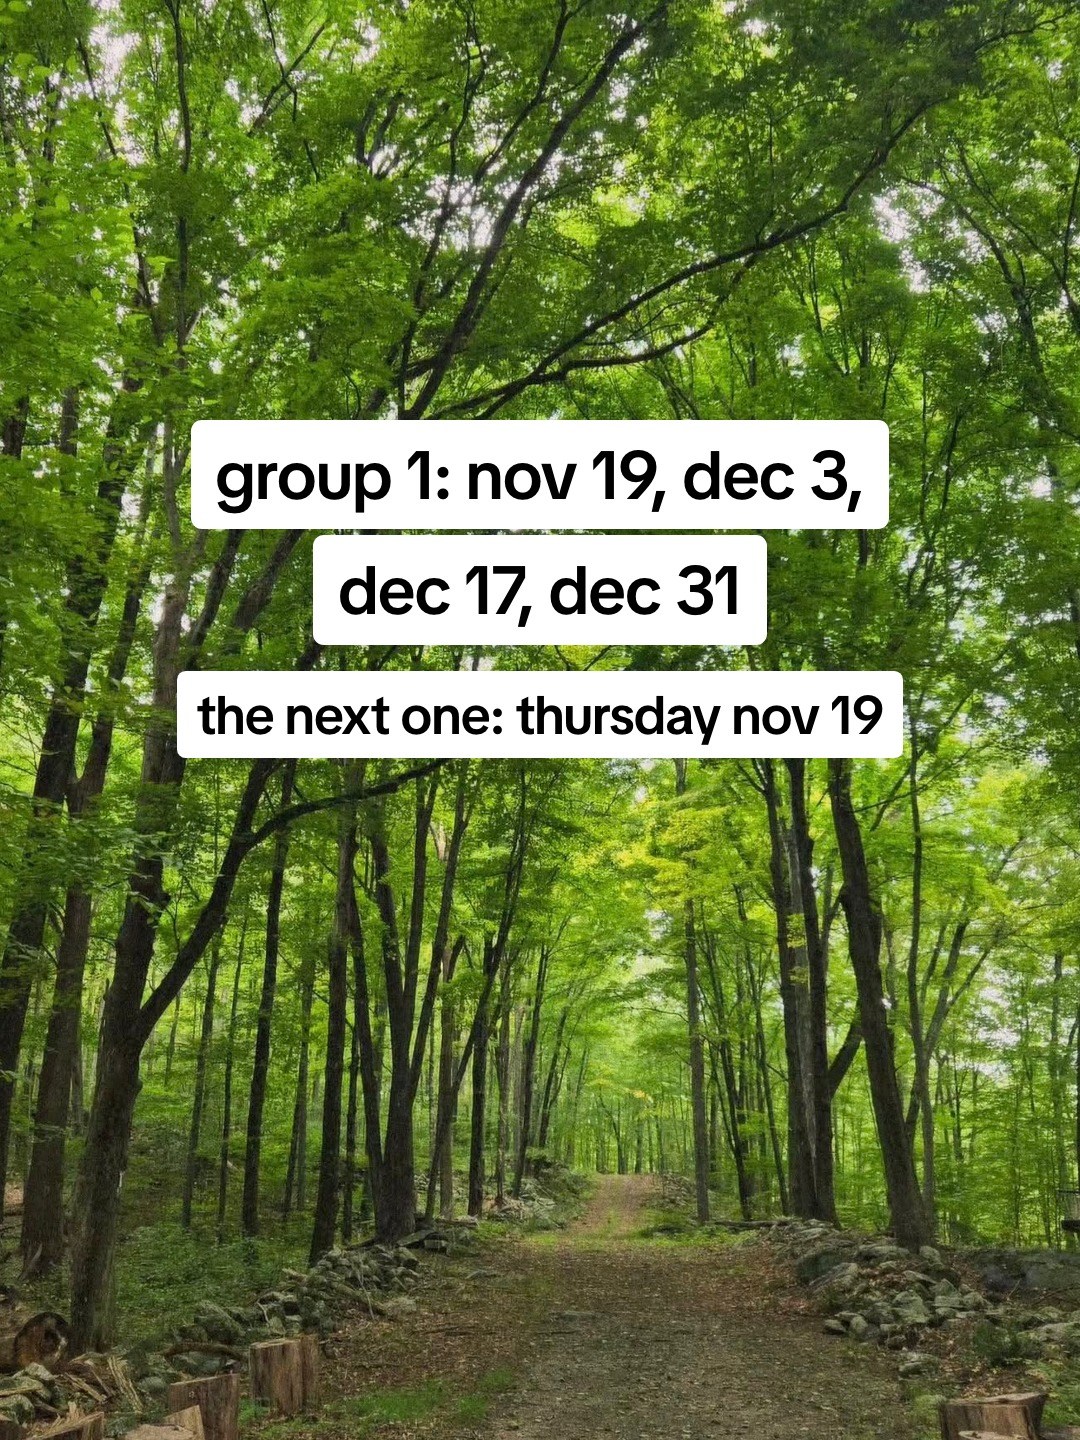 group 1: nov 19, dec 3,
dec 17, dec 31
the next one: thursday nov 19